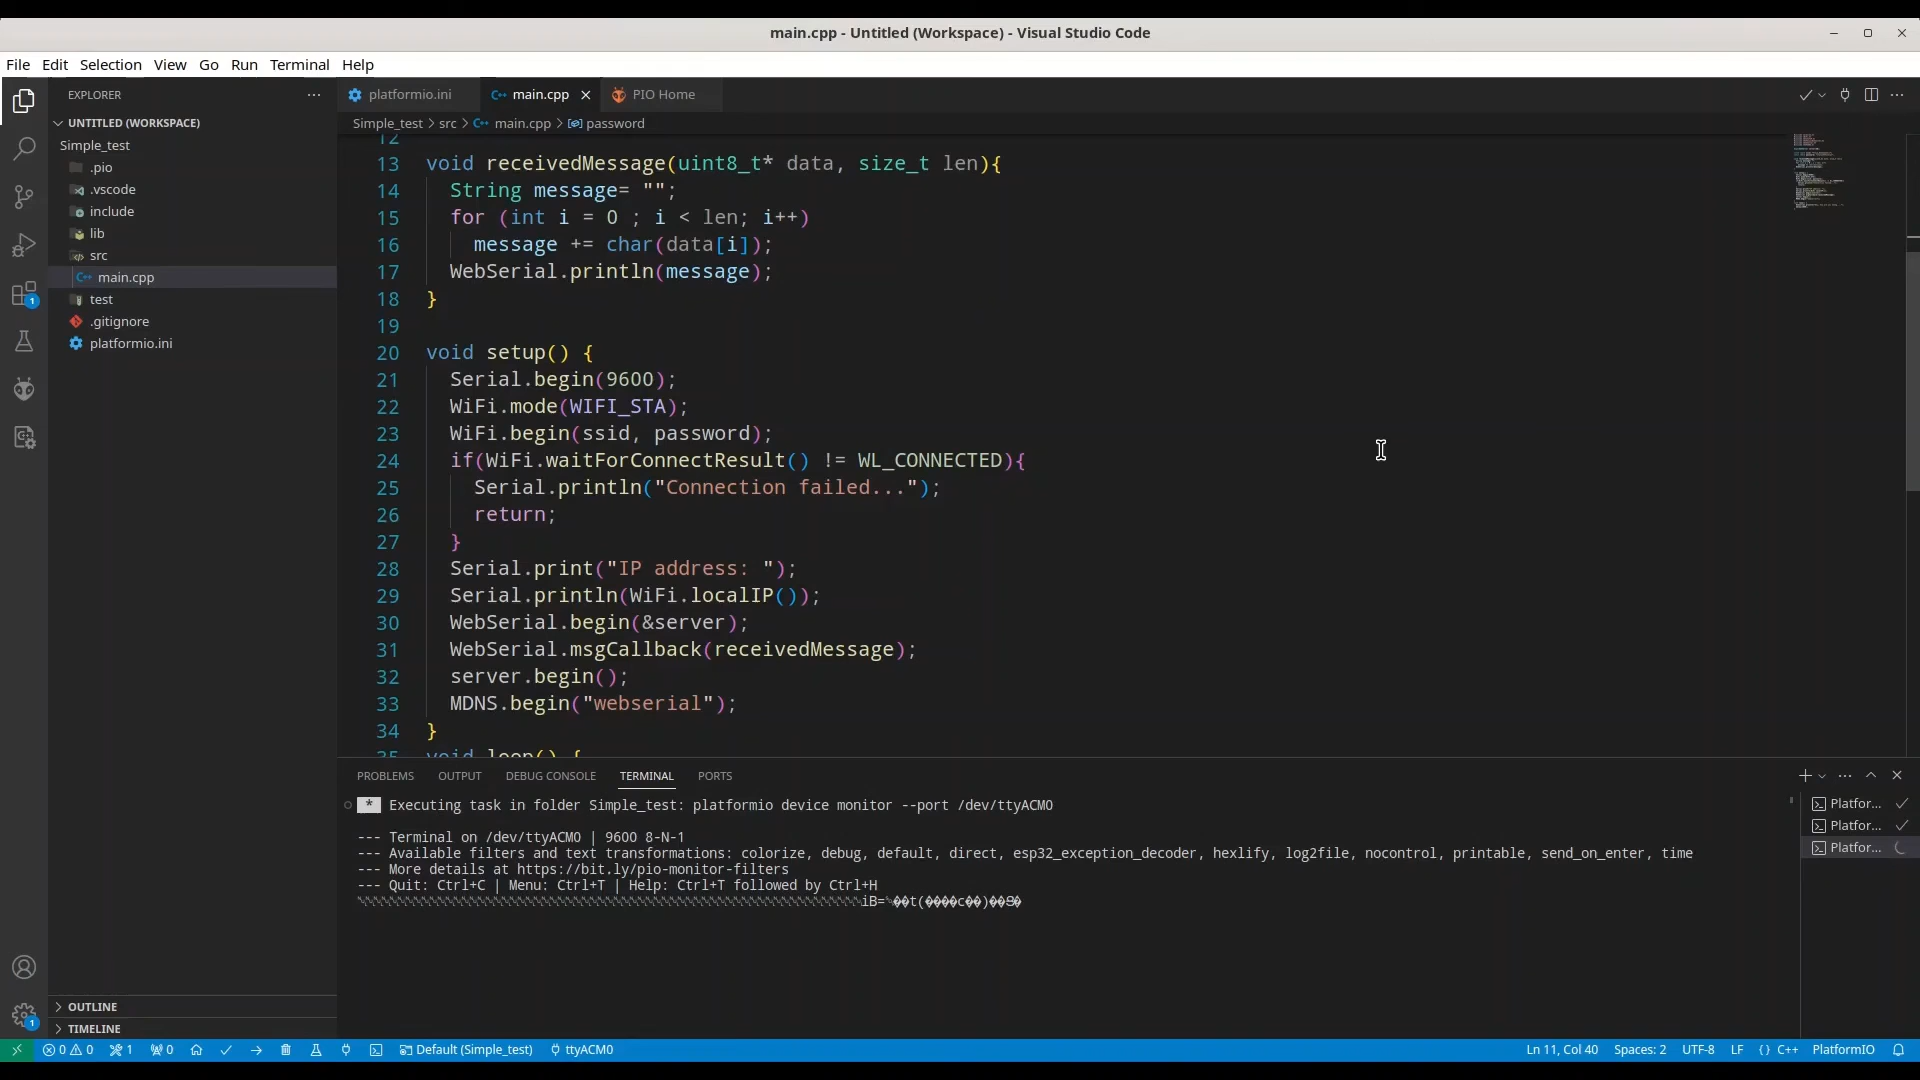 main.cpp - Untitled (Workspace) - Visual Studio Code
File Edit Selection View Go Run Terminal Help
EXPLORER
platformio.ini
main.cpp
PIO Home
UNTITLED (WORKSPACE)
Simple_test > src > main.cpp > password
Simple_test
.pio
.vscode
include
lib
src
main.cpp
test
.gitignore
platformio.ini
12
13 void receivedMessage(uint8_t* data, size_t len){
14 String message= "";
15 for (int i = 0 ; i < len; i++)
16 message += char(data[i]);
17 WebSerial.println(message);
18 }
19
20 void setup() {
21 Serial.begin(9600);
22 WiFi.mode(WIFI_STA);
23 WiFi.begin(ssid, password);
24 if(WiFi.waitForConnectResult() != WL_CONNECTED){
25 Serial.println("Connection failed...");
26 return;
27 }
28 Serial.print("IP address: ");
29 Serial.println(WiFi.localIP());
30 WebSerial.begin(&server);
31 WebSerial.msgCallback(receivedMessage);
32 server.begin();
33 MDNS.begin("webserial");
34 }
35 void loop() {
PROBLEMS OUTPUT DEBUG CONSOLE TERMINAL PORTS
* Executing task in folder Simple_test: platformio device monitor --port /dev/ttyACM0
--- Terminal on /dev/ttyACM0 | 9600 8-N-1
--- Available filters and text transformations: colorize, debug, default, direct, esp32_exception_decoder, hexlify, log2file, nocontrol, printable, send_on_enter, time
--- More details at https://bit.ly/pio-monitor-filters
--- Quit: Ctrl+C | Menu: Ctrl+T | Help: Ctrl+T followed by Ctrl+H
Platfor...
Platfor...
Platfor...
1
1
OUTLINE
TIMELINE
0 0 1 0 Default (Simple_test) ttyACM0 Ln 11, Col 40 Spaces: 2 UTF-8 LF {} C++ PlatformIO